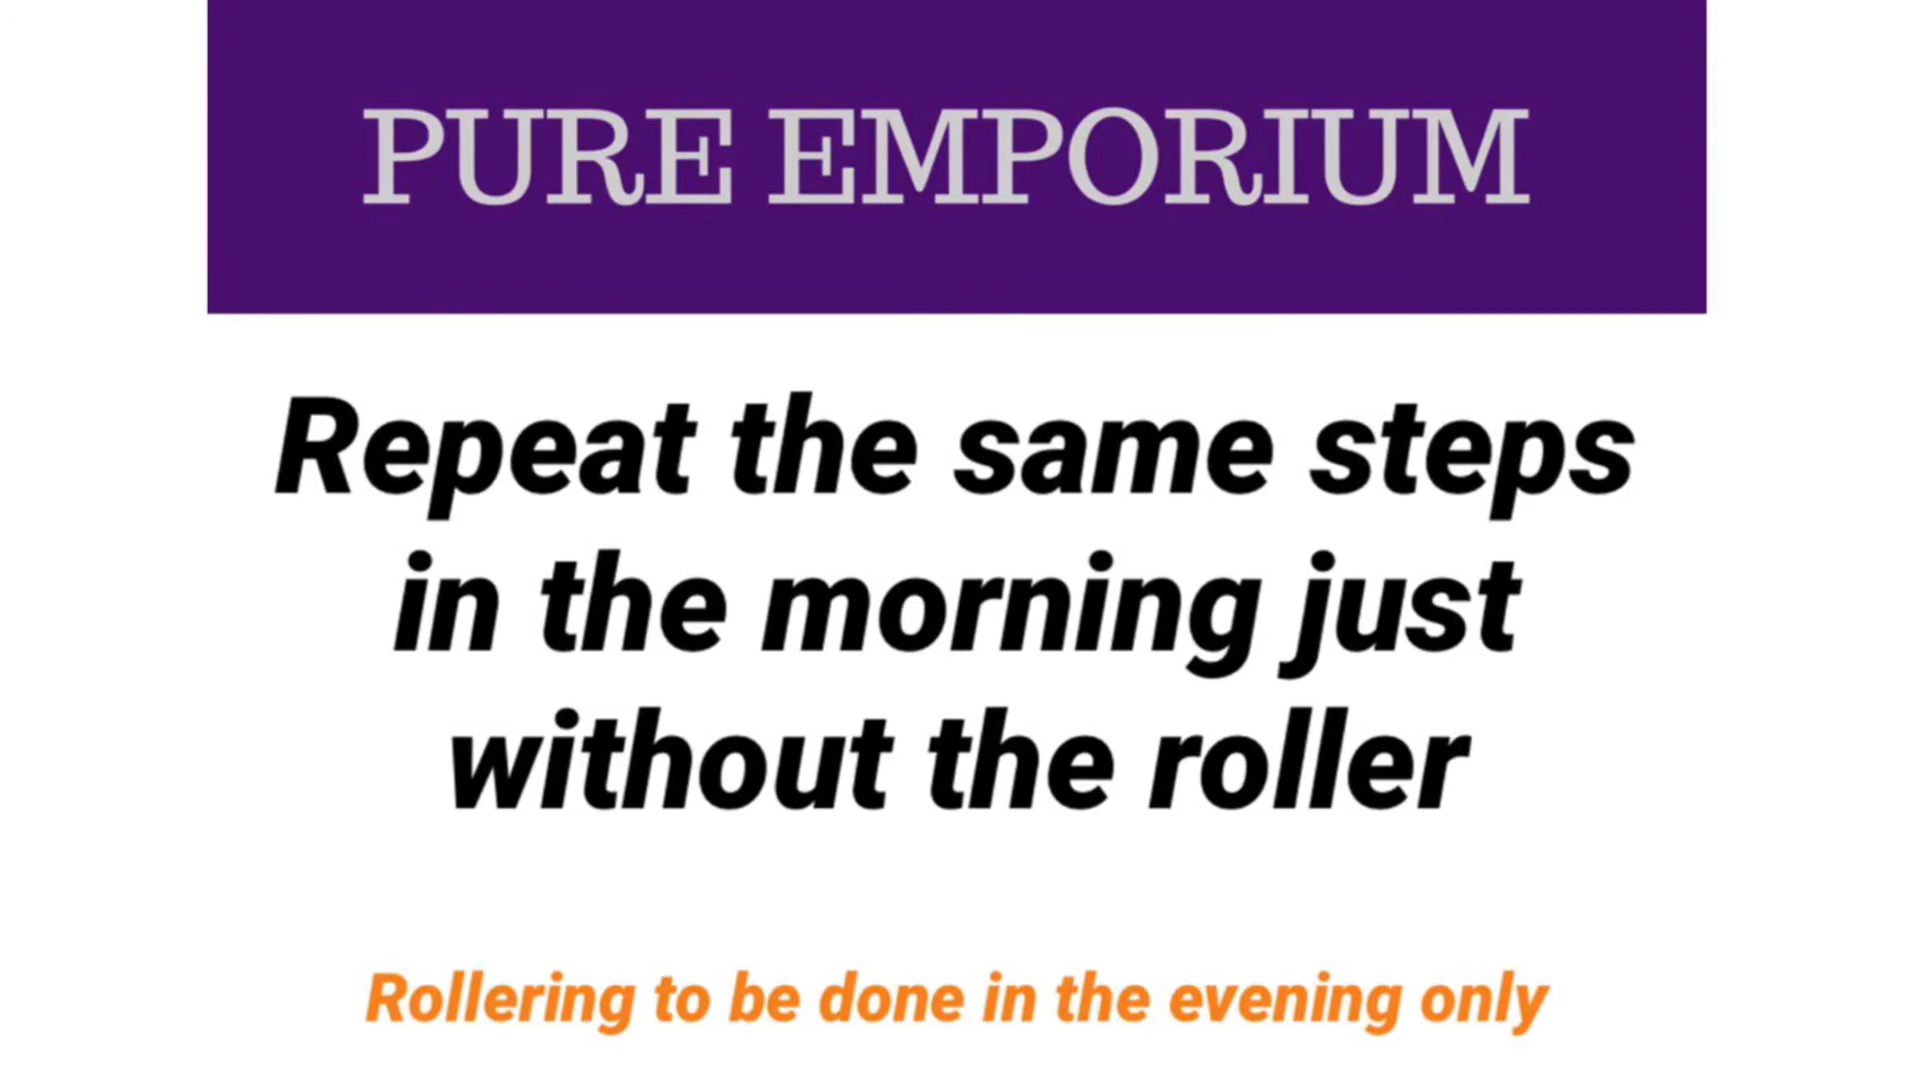 PURE EMPORIUM
Repeat the same steps
in the morning just
without the roller
Rollering to be done in the evening only